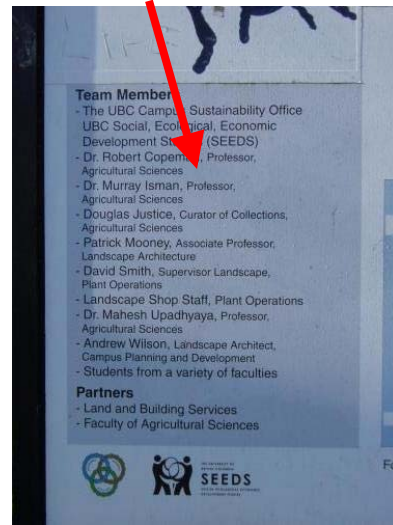 Team Member
- The UBC Campus Sustainability Office
UBC Social, Ecological, Economic
Development (SEEDS)
- Dr. Robert Professor,
Agricultural Sciences
- Dr. Murray Isman, Professor,
Agricultural Sciences
- Douglas Justice, Curator of Collections,
Agricultural Sciences
- Patrick Mooney, Associate Professor,
Landscape Architecture
- David Smith, Supervisor Landscape,
Plant Operations
- Landscape Shop Staff, Plant Operations
- Dr. Mahesh Upadhyaya, Professor,
Agricultural Sciences
- Andrew Wilson, Landscape Architect,
Campus Planning and Development
- Students from a variety of faculties
Partners
- Land and Building Services
- Faculty of Agricultural Sciences
SEEDS